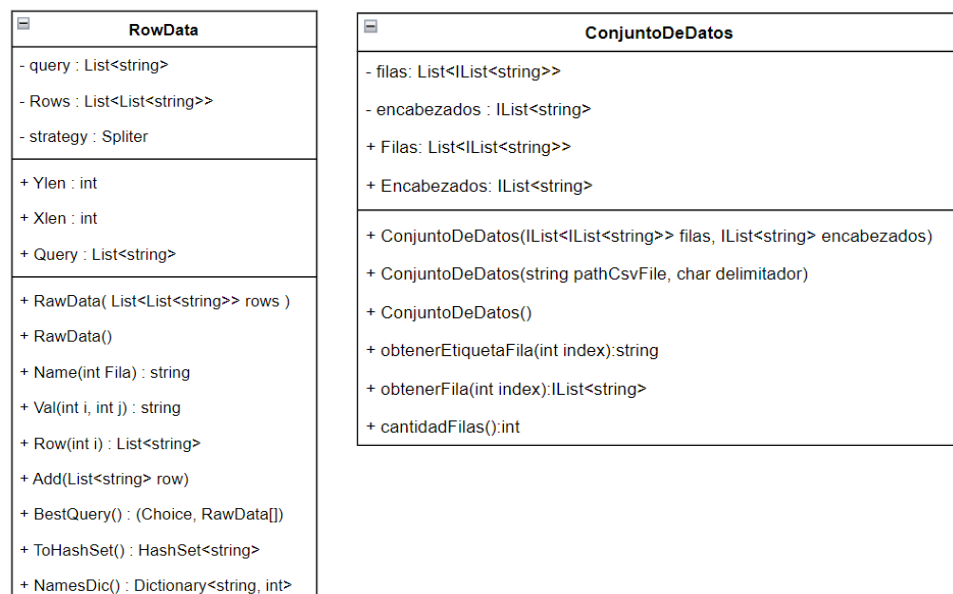 RowData
- query : List<string>
- Rows : List<List<string>>
- strategy : Spliter
+ Ylen : int
+ Xlen : int
+ Query : List<string>
+ RawData( List<List<string>> rows )
+ RawData()
+ Name(int Fila) : string
+ Val(int i, int j) : string
+ Row(int i) : List<string>
+ Add(List<string> row)
+ BestQuery() : (Choice, RawData[])
+ ToHashSet() : HashSet<string>
+ NamesDic() : Dictionary<string, int>
ConjuntoDeDatos
- filas: List<IList<string>>
- encabezados : IList<string>
+ Filas: List<IList<string>>
+ Encabezados: IList<string>
+ ConjuntoDeDatos(IList<IList<string>> filas, IList<string> encabezados)
+ ConjuntoDeDatos(string pathCsvFile, char delimitador)
+ ConjuntoDeDatos()
+ obtenerEtiquetaFila(int index):string
+ obtenerFila(int index):IList<string>
+ cantidadFilas():int